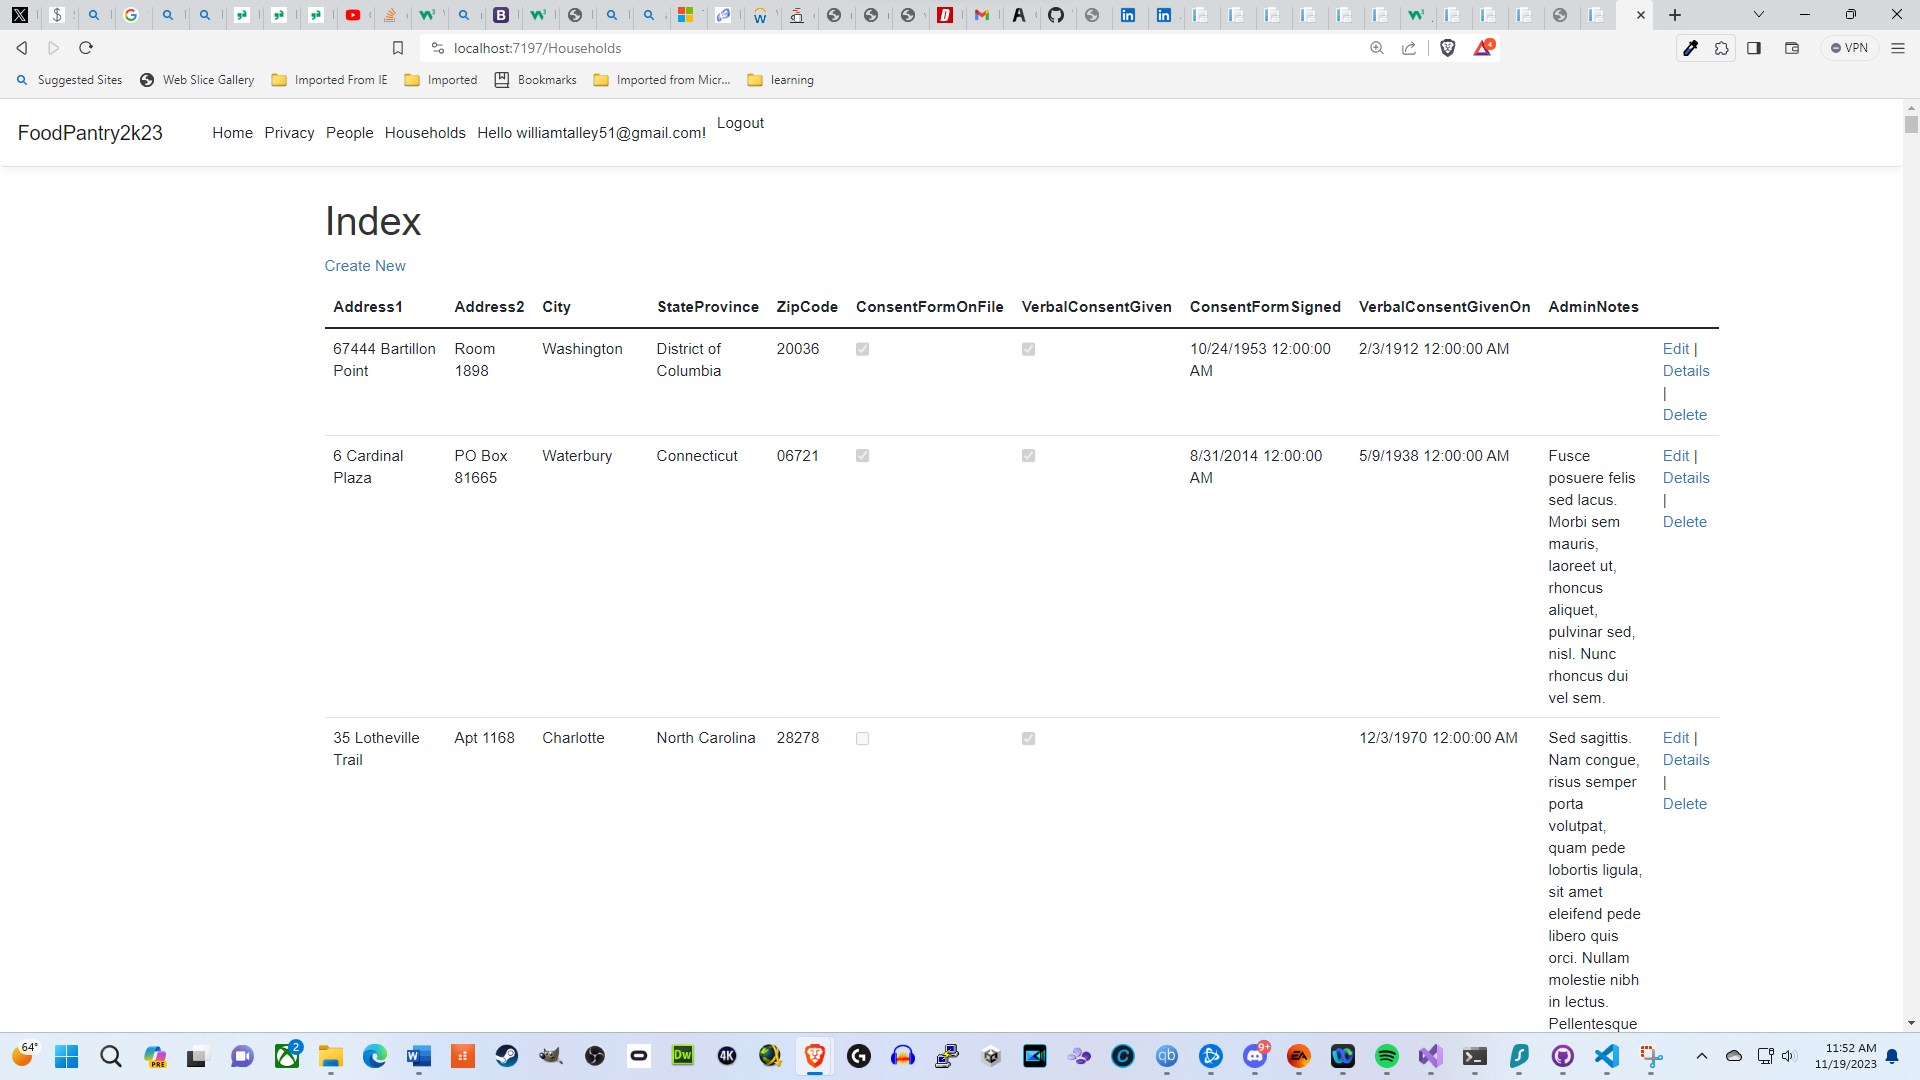 localhost:7197/Households
VPN
Suggested Sites Web Slice Gallery Imported From IE Imported Bookmarks Imported from Micr... learning
FoodPantry2k23 Home Privacy People Households Hello williamtalley51@gmail.com! Logout
Index
Create New
Address1 Address2 City StateProvince ZipCode ConsentFormOnFile VerbalConsentGiven ConsentFormSigned VerbalConsentGivenOn AdminNotes
67444 Bartillon Room Washington District of 20036 10/24/1953 12:00:00 2/3/1912 12:00:00 AM Edit |
Point 1898 Columbia AM Details
|
Delete
6 Cardinal PO Box Waterbury Connecticut 06721 8/31/2014 12:00:00 5/9/1938 12:00:00 AM Fusce Edit |
Plaza 81665 AM posuere felis Details
sed lacus. |
Morbi sem Delete
mauris,
laoreet ut,
rhoncus
aliquet,
pulvinar sed,
nisl. Nunc
rhoncus dui
vel sem.
35 Lotheville Apt 1168 Charlotte North Carolina 28278 12/3/1970 12:00:00 AM Sed sagittis. Edit |
Trail Nam congue, Details
risus semper |
porta Delete
volutpat,
quam pede
lobortis ligula,
sit amet
eleifend pede
libero quis
orci. Nullam
molestie nibh
in lectus.
Pellentesque
64°
11:52 AM
11/19/2023